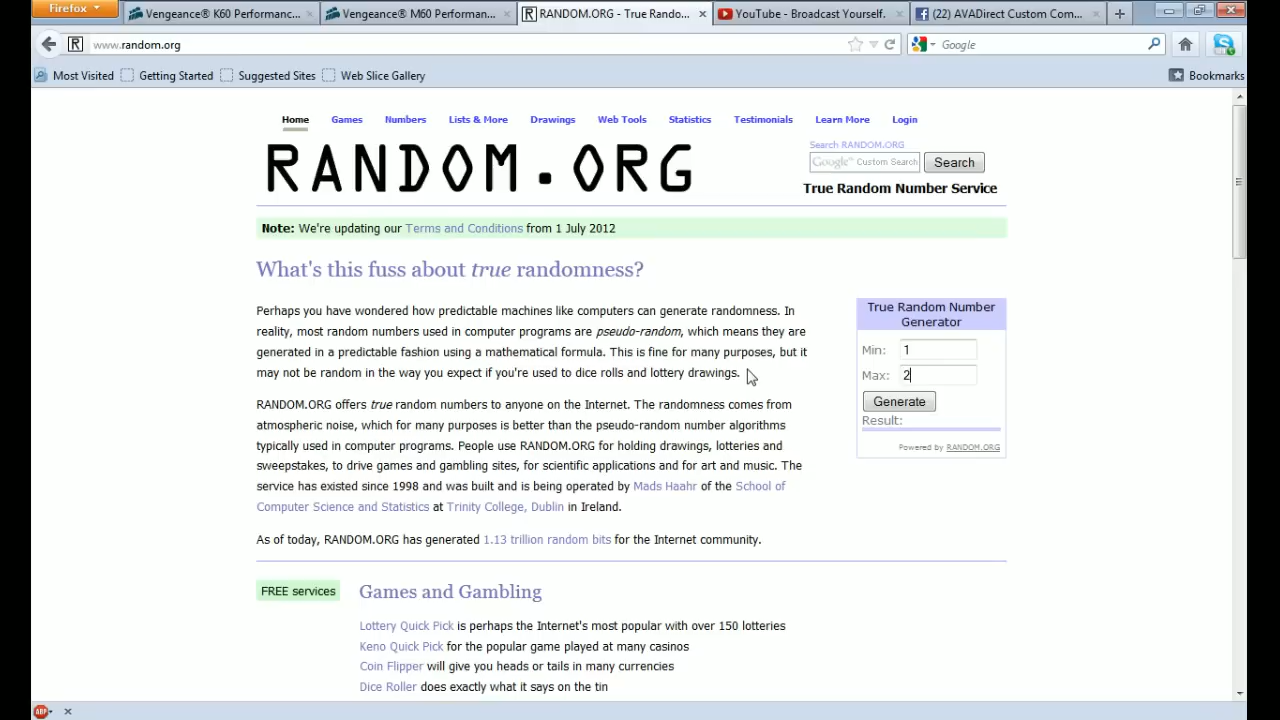 Firefox
Vengeance® K60 Performanc...
Vengeance® M60 Performan...
RANDOM.ORG - True Rando...
YouTube - Broadcast Yourself.
(22) AVADirect Custom Com...
www.random.org
Google
Most Visited
Getting Started
Suggested Sites
Web Slice Gallery
Bookmarks
Home Games Numbers Lists & More Drawings Web Tools Statistics Testimonials Learn More Login
RANDOM.ORG
Search RANDOM.ORG
Google™ Custom Search
Search
True Random Number Service
Note: We're updating our Terms and Conditions from 1 July 2012
What's this fuss about true randomness?
Perhaps you have wondered how predictable machines like computers can generate randomness. In
reality, most random numbers used in computer programs are pseudo-random, which means they are
generated in a predictable fashion using a mathematical formula. This is fine for many purposes, but it
may not be random in the way you expect if you're used to dice rolls and lottery drawings.
RANDOM.ORG offers true random numbers to anyone on the Internet. The randomness comes from
atmospheric noise, which for many purposes is better than the pseudo-random number algorithms
typically used in computer programs. People use RANDOM.ORG for holding drawings, lotteries and
sweepstakes, to drive games and gambling sites, for scientific applications and for art and music. The
service has existed since 1998 and was built and is being operated by Mads Haahr of the School of
Computer Science and Statistics at Trinity College, Dublin in Ireland.
As of today, RANDOM.ORG has generated 1.13 trillion random bits for the Internet community.
True Random Number
Generator
Min: 1
Max: 2
Generate
Result:
Powered by RANDOM.ORG
FREE services
Games and Gambling
Lottery Quick Pick is perhaps the Internet's most popular with over 150 lotteries
Keno Quick Pick for the popular game played at many casinos
Coin Flipper will give you heads or tails in many currencies
Dice Roller does exactly what it says on the tin
ABP